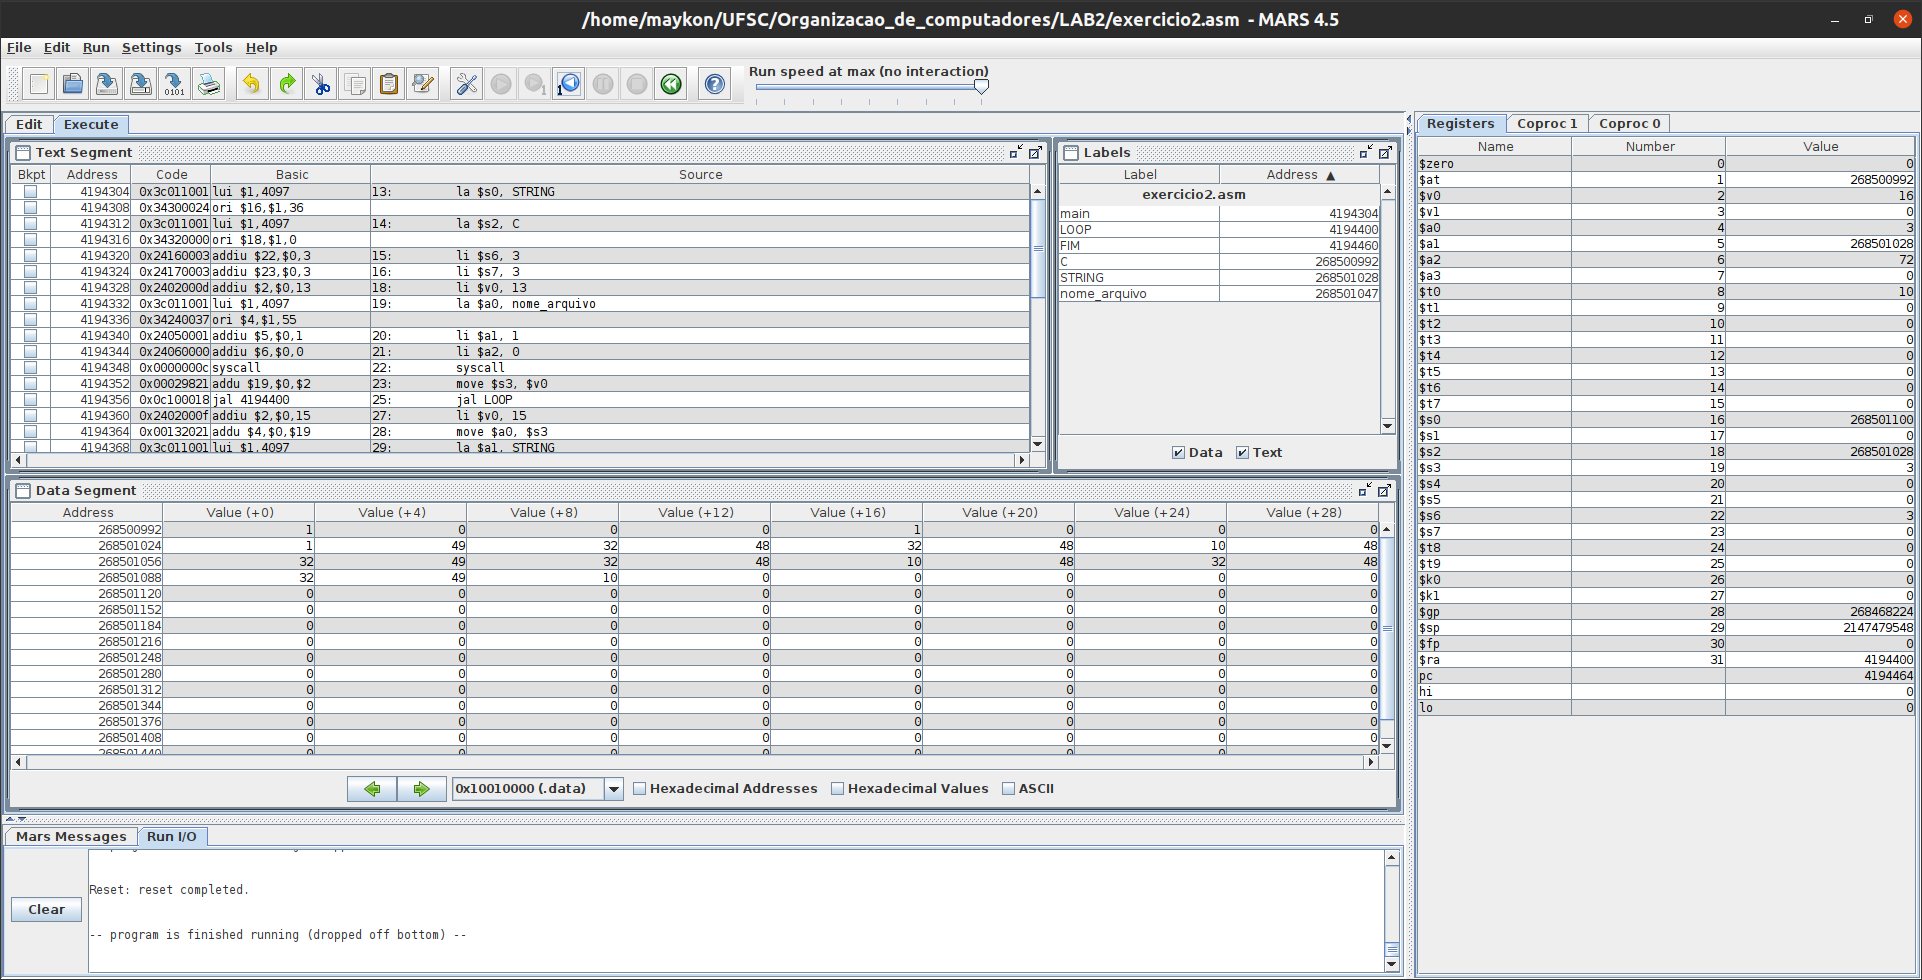 /home/maykon/UFSC/Organizacao_de_computadores/LAB2/exercicio2.asm - MARS 4.5
File Edit Run Settings Tools Help
Run speed at max (no interaction)
Edit Execute
Text Segment
Bkpt Address Code Basic Source
4194304 0x3c011001 lui $1,4097 13: la $s0, STRING
4194308 0x34300024 ori $16,$1,36
4194312 0x3c011001 lui $1,4097 14: la $s2, C
4194316 0x34320000 ori $18,$1,0
4194320 0x24160003 addiu $22,$0,3 15: li $s6, 3
4194324 0x24170003 addiu $23,$0,3 16: li $s7, 3
4194328 0x2402000d addiu $2,$0,13 18: li $v0, 13
4194332 0x3c011001 lui $1,4097 19: la $a0, nome_arquivo
4194336 0x34240037 ori $4,$1,55
4194340 0x24050001 addiu $5,$0,1 20: li $a1, 1
4194344 0x24060000 addiu $6,$0,0 21: li $a2, 0
4194348 0x0000000c syscall 22: syscall
4194352 0x00029821 addu $19,$0,$2 23: move $s3, $v0
4194356 0x0c100018 jal 4194400 25: jal LOOP
4194360 0x2402000f addiu $2,$0,15 27: li $v0, 15
4194364 0x00132021 addu $4,$0,$19 28: move $a0, $s3
4194368 0x3c011001 lui $1,4097 29: la $a1, STRING
Labels
Label Address ▲
exercicio2.asm
main 4194304
LOOP 4194400
FIM 4194460
C 268500992
STRING 268501028
nome_arquivo 268501047
Data Text
Data Segment
Address Value (+0) Value (+4) Value (+8) Value (+12) Value (+16) Value (+20) Value (+24) Value (+28)
268500992 1 0 0 0 1 0 0 0
268501024 1 49 32 48 32 48 10 48
268501056 32 49 32 48 10 48 32 48
268501088 32 49 10 0 0 0 0 0
268501120 0 0 0 0 0 0 0 0
268501152 0 0 0 0 0 0 0 0
268501184 0 0 0 0 0 0 0 0
268501216 0 0 0 0 0 0 0 0
268501248 0 0 0 0 0 0 0 0
268501280 0 0 0 0 0 0 0 0
268501312 0 0 0 0 0 0 0 0
268501344 0 0 0 0 0 0 0 0
268501376 0 0 0 0 0 0 0 0
268501408 0 0 0 0 0 0 0 0
268501440 0 0 0 0 0 0 0 0
0x10010000 (.data) Hexadecimal Addresses Hexadecimal Values ASCII
Mars Messages Run I/O
Clear
Reset: reset completed.
-- program is finished running (dropped off bottom) --
Registers Coproc 1 Coproc 0
Name Number Value
$zero 0 0
$at 1 268500992
$v0 2 16
$v1 3 0
$a0 4 3
$a1 5 268501028
$a2 6 72
$a3 7 0
$t0 8 10
$t1 9 0
$t2 10 0
$t3 11 0
$t4 12 0
$t5 13 0
$t6 14 0
$t7 15 0
$s0 16 268501100
$s1 17 0
$s2 18 268501028
$s3 19 3
$s4 20 0
$s5 21 0
$s6 22 3
$s7 23 0
$t8 24 0
$t9 25 0
$k0 26 0
$k1 27 0
$gp 28 268468224
$sp 29 2147479548
$fp 30 0
$ra 31 4194400
pc 4194464
hi 0
lo 0